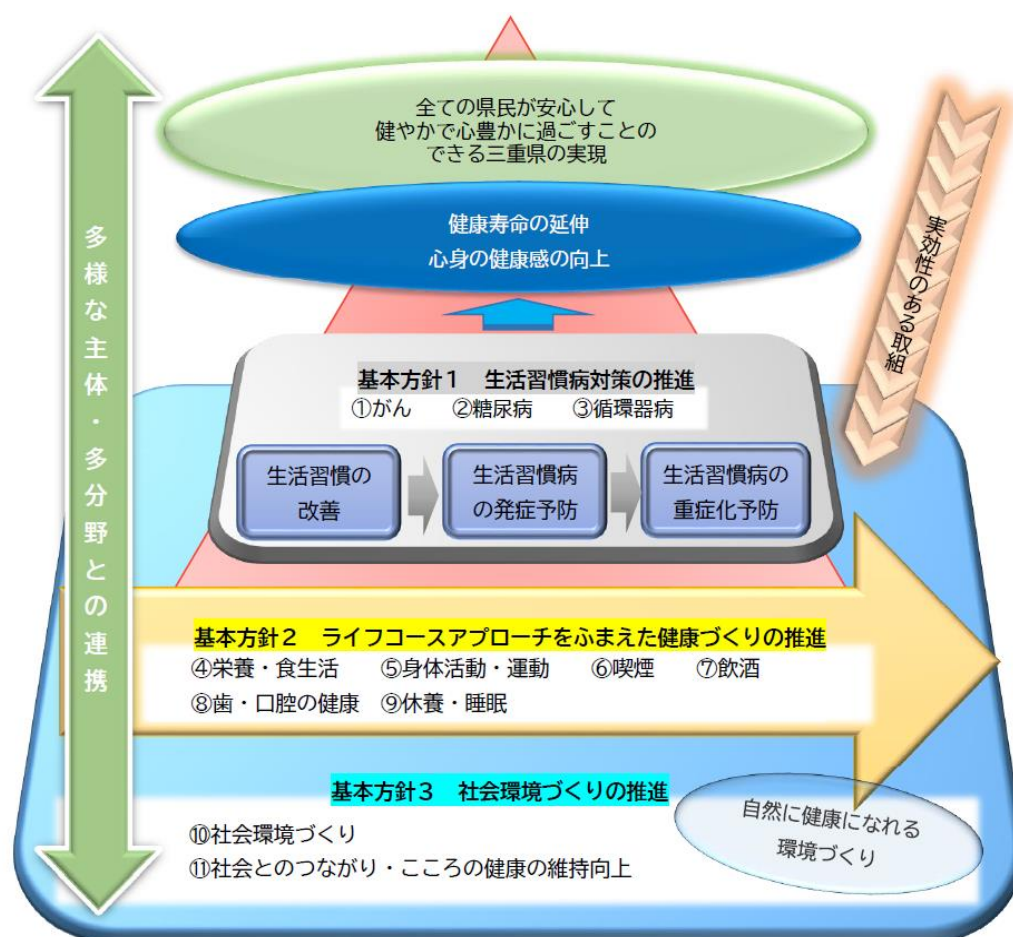 全ての県民が安心して
健やかで心豊かに過ごすことの
できる三重県の実現
健康寿命の延伸
心身の健康感の向上
多様な主体・多分野との連携
実効性のある取組
基本方針1　生活習慣病対策の推進
①がん　②糖尿病　③循環器病
生活習慣の
改善
生活習慣病
の発症予防
生活習慣病の
重症化予防
基本方針2　ライフコースアプローチをふまえた健康づくりの推進
④栄養・食生活　⑤身体活動・運動　⑥喫煙　⑦飲酒
⑧歯・口腔の健康　⑨休養・睡眠
基本方針3　社会環境づくりの推進
⑩社会環境づくり
⑪社会とのつながり・こころの健康の維持向上
自然に健康になれる
環境づくり